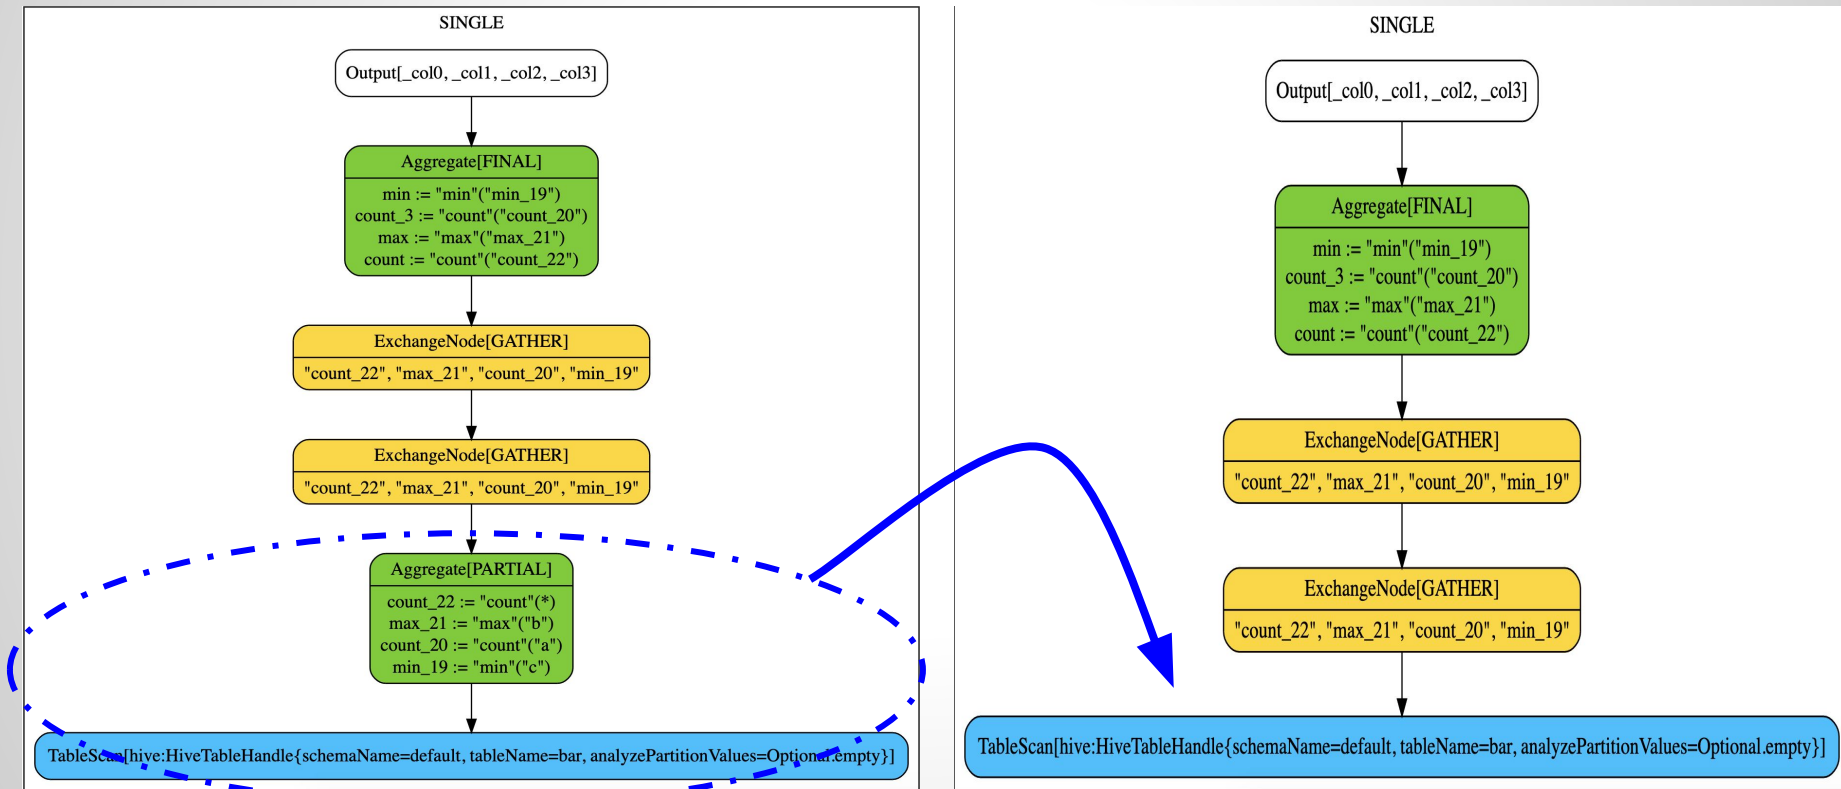 SINGLE
Output[_col0, _col1, _col2, _col3]
Aggregate[FINAL]
min := "min"("min_19")
count_3 := "count"("count_20")
max := "max"("max_21")
count := "count"("count_22")
ExchangeNode[GATHER]
"count_22", "max_21", "count_20", "min_19"
ExchangeNode[GATHER]
"count_22", "max_21", "count_20", "min_19"
Aggregate[PARTIAL]
count_22 := "count"(*)
max_21 := "max"("b")
count_20 := "count"("a")
min_19 := "min"("c")
TableScan[hive:HiveTableHandle{schemaName=default, tableName=bar, analyzePartitionValues=Optional.empty}]
SINGLE
Output[_col0, _col1, _col2, _col3]
Aggregate[FINAL]
min := "min"("min_19")
count_3 := "count"("count_20")
max := "max"("max_21")
count := "count"("count_22")
ExchangeNode[GATHER]
"count_22", "max_21", "count_20", "min_19"
ExchangeNode[GATHER]
"count_22", "max_21", "count_20", "min_19"
TableScan[hive:HiveTableHandle{schemaName=default, tableName=bar, analyzePartitionValues=Optional.empty}]